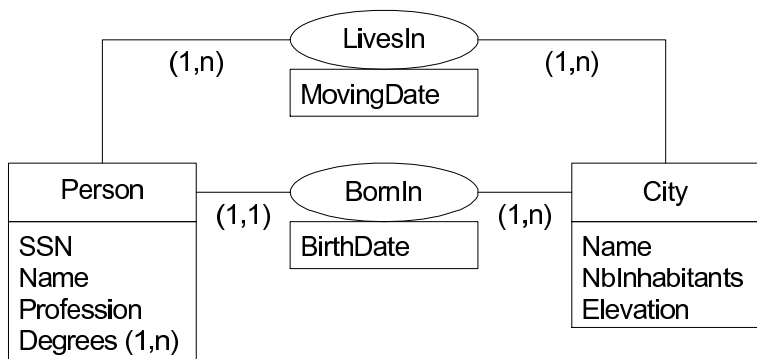 LivesIn
(1,n)
(1,n)
MovingDate
Person
BornIn
City
(1,1)
(1,n)
BirthDate
SSN
Name
Profession
Degrees (1,n)
Name
NbInhabitants
Elevation